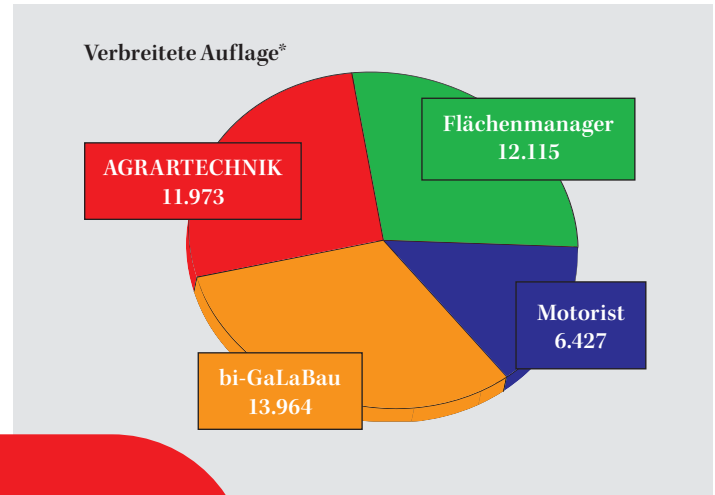 Verbreitete Auflage*
Flächenmanager
12.115
AGRARTECHNIK
11.973
Motorist
6.427
bi-GaLaBau
13.964